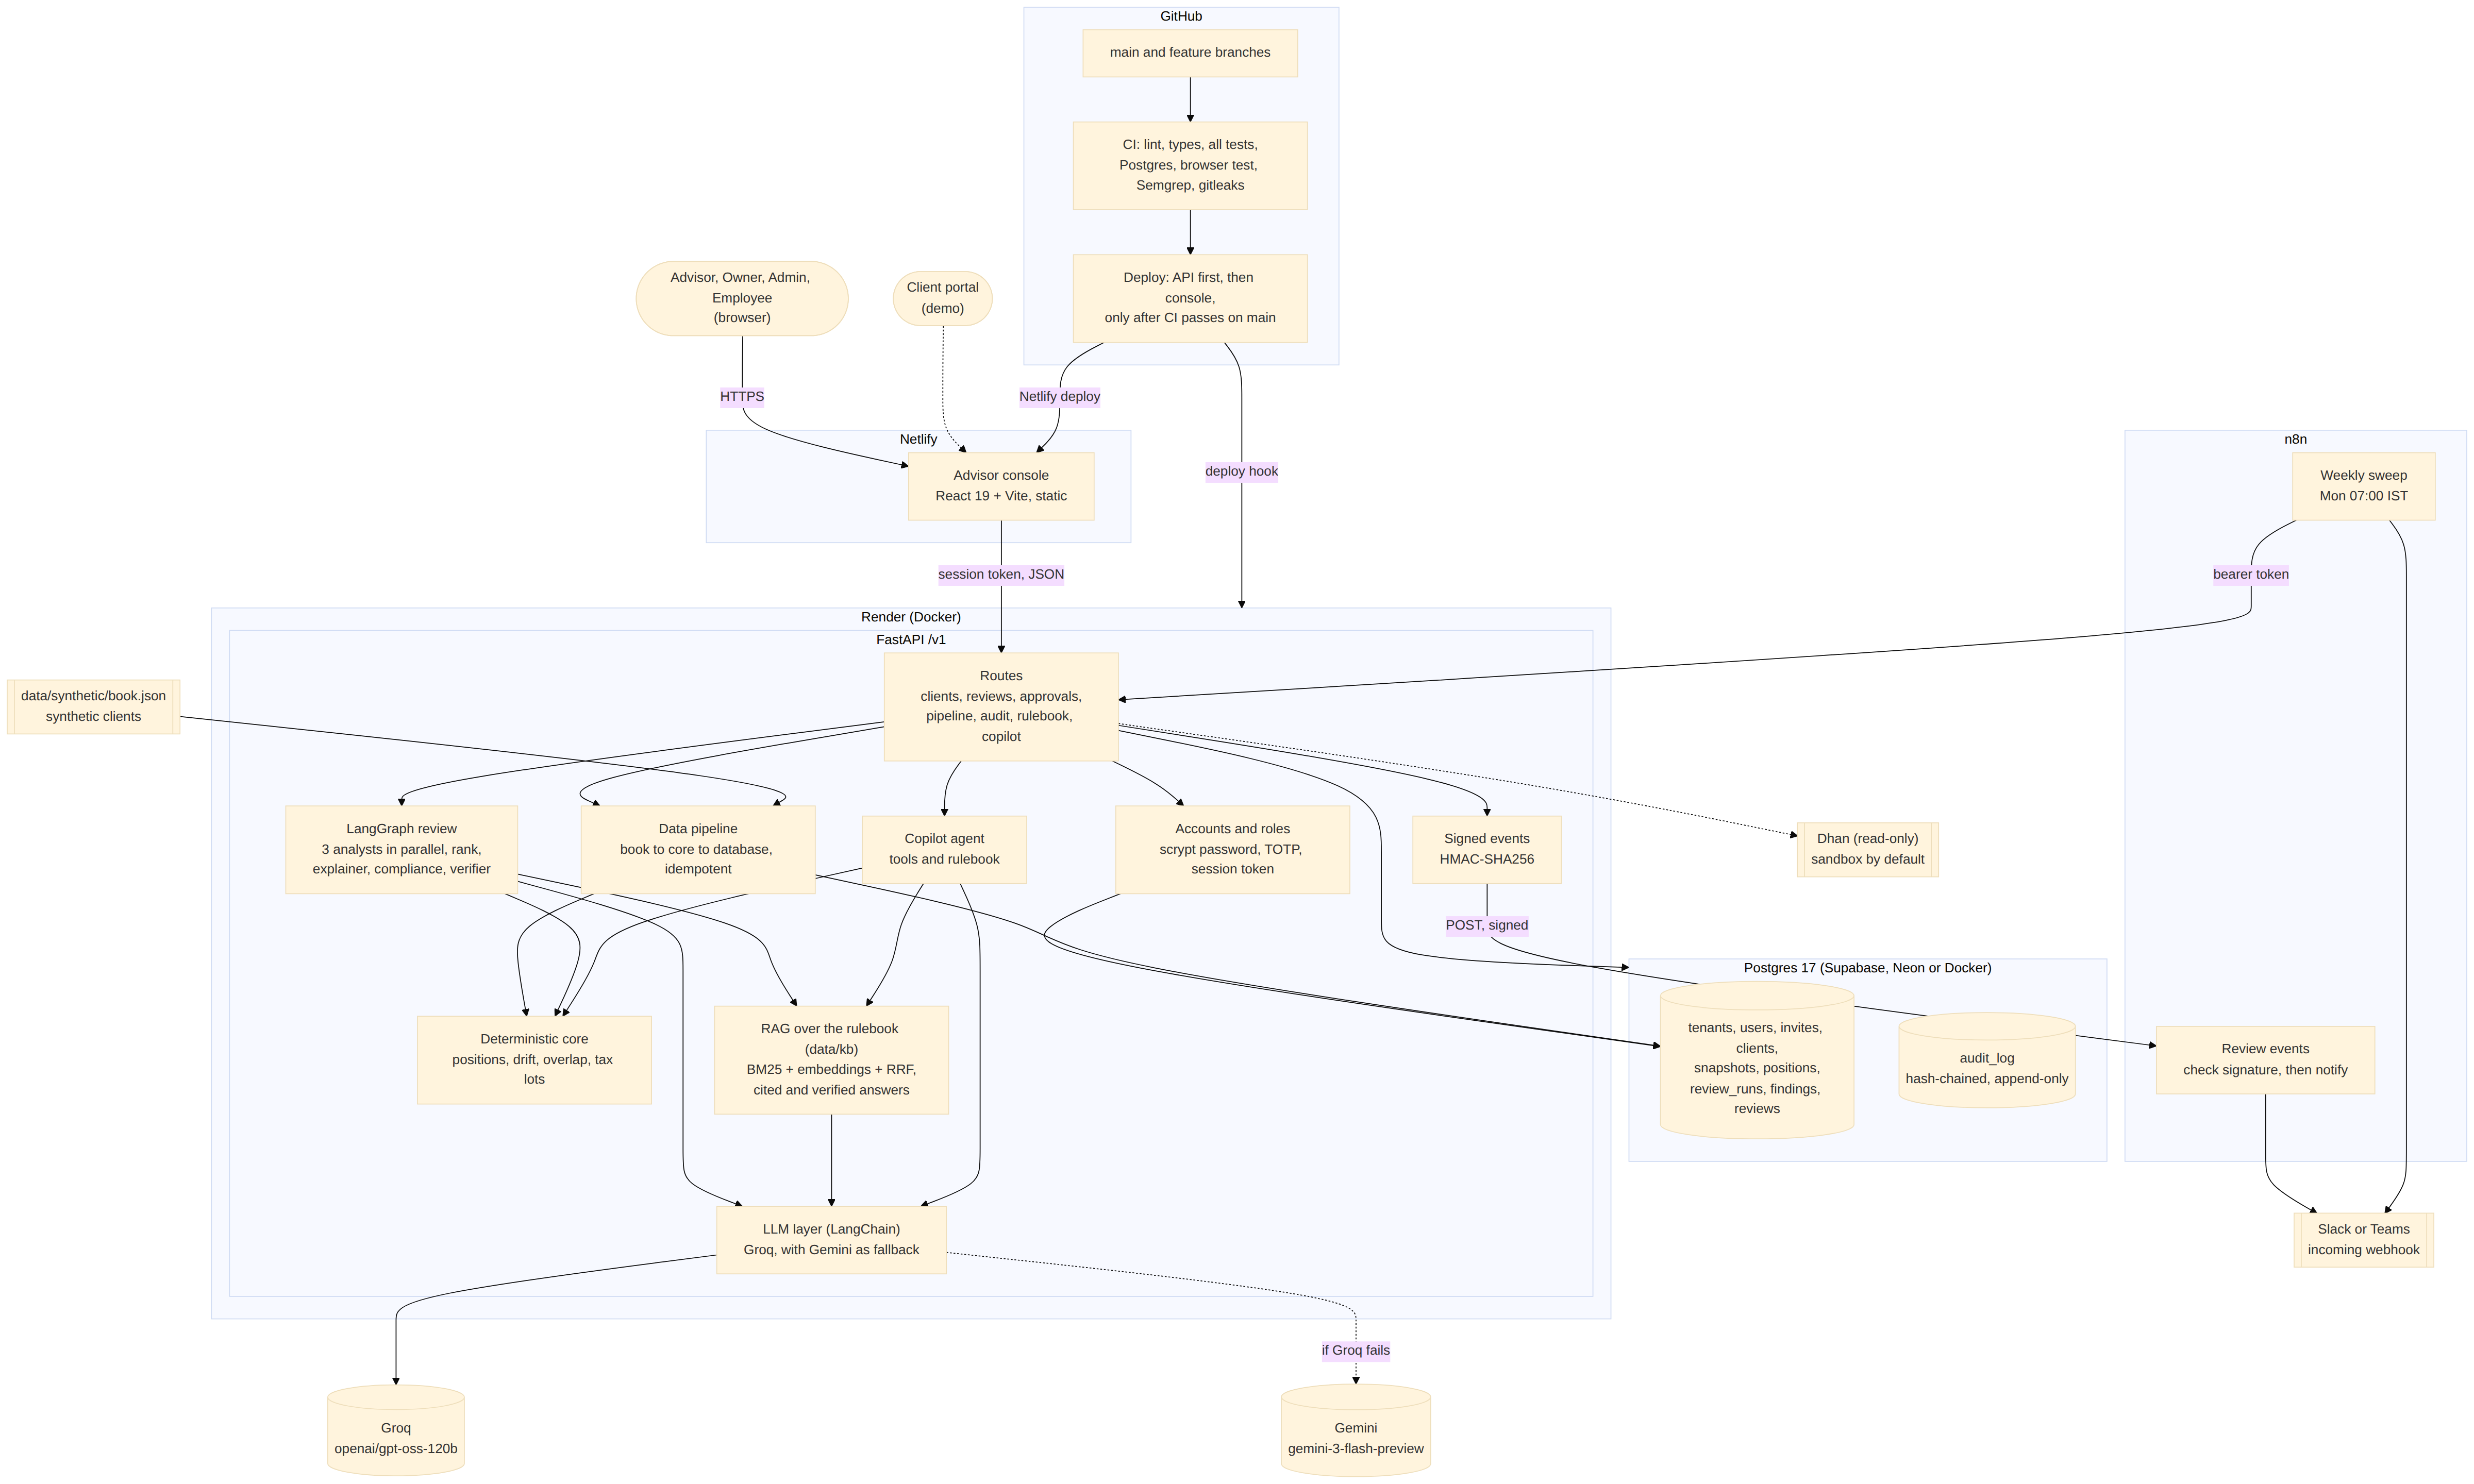 GitHub
main and feature branches
CI: lint, types, all tests,
Postgres, browser test,
Semgrep, gitleaks
Deploy: API first, then
console,
only after CI passes on main
Advisor, Owner, Admin,
Employee
(browser)
Client portal
(demo)
HTTPS
Netlify deploy
deploy hook
Netlify
Advisor console
React 19 + Vite, static
n8n
Weekly sweep
Mon 07:00 IST
session token, JSON
bearer token
Render (Docker)
FastAPI /v1
Routes
clients, reviews, approvals,
pipeline, audit, rulebook,
copilot
data/synthetic/book.json
synthetic clients
LangGraph review
3 analysts in parallel, rank,
explainer, compliance, verifier
Data pipeline
book to core to database,
idempotent
Copilot agent
tools and rulebook
Accounts and roles
scrypt password, TOTP,
session token
Signed events
HMAC-SHA256
Dhan (read-only)
sandbox by default
POST, signed
Postgres 17 (Supabase, Neon or Docker)
tenants, users, invites,
clients,
snapshots, positions,
review_runs, findings,
reviews
audit_log
hash-chained, append-only
Review events
check signature, then notify
Deterministic core
positions, drift, overlap, tax
lots
RAG over the rulebook
(data/kb)
BM25 + embeddings + RRF,
cited and verified answers
LLM layer (LangChain)
Groq, with Gemini as fallback
Slack or Teams
incoming webhook
if Groq fails
Groq
openai/gpt-oss-120b
Gemini
gemini-3-flash-preview